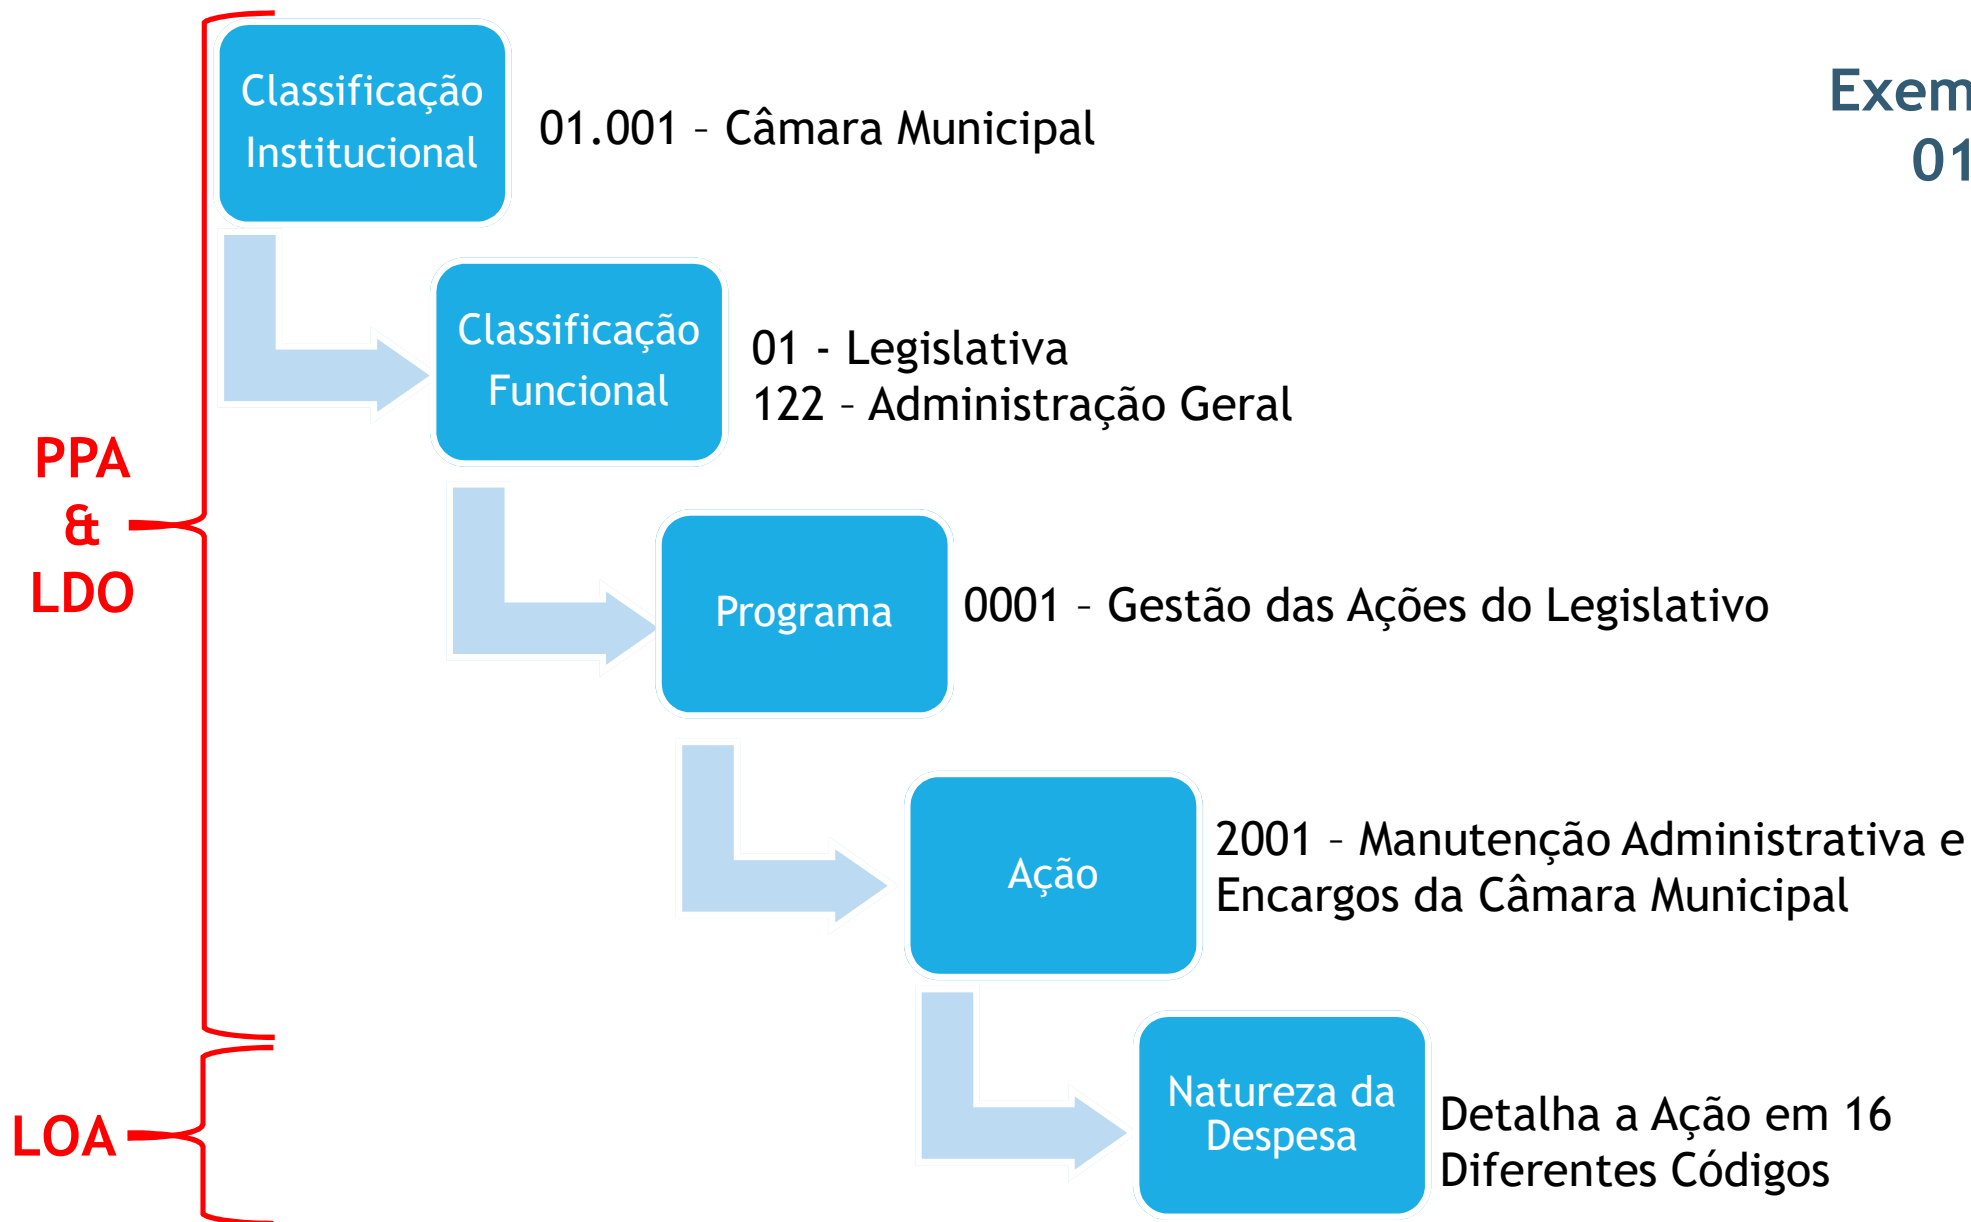 Classificação
Institucional
01.001 – Câmara Municipal
01
Classificação
Funcional
01 - Legislativa
122 – Administração Geral
PPA
&
LDO
Programa
0001 – Gestão das Ações do Legislativo
Ação
2001 – Manutenção Administrativa e
Encargos da Câmara Municipal
LOA
Natureza da
Despesa
Detalha a Ação em 16
Diferentes Códigos